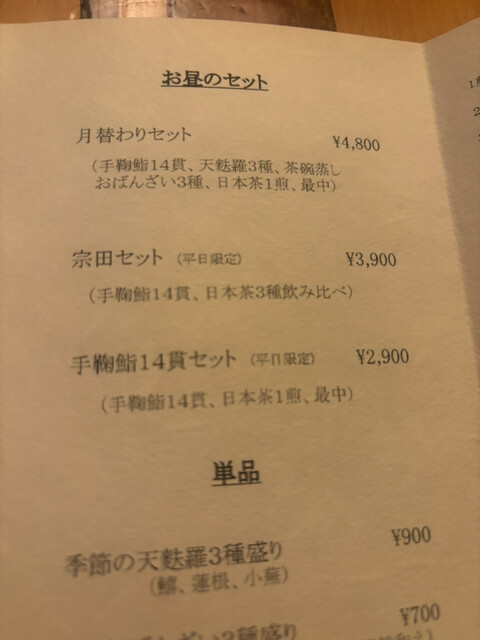 お昼のセット
月替わりセット ¥4,800
(手鞠鮨14貫、天麩羅3種、茶碗蒸し
おばんざい3種、日本茶1煎、最中)
宗田セット (平日限定) ¥3,900
(手鞠鮨14貫、日本茶3種飲み比べ)
手鞠鮨14貫セット (平日限定) ¥2,900
(手鞠鮨14貫、日本茶1煎、最中)
単品
季節の天麩羅3種盛り ¥900
(鱚、蓮根、小蕪)
ざい3種盛り ¥700